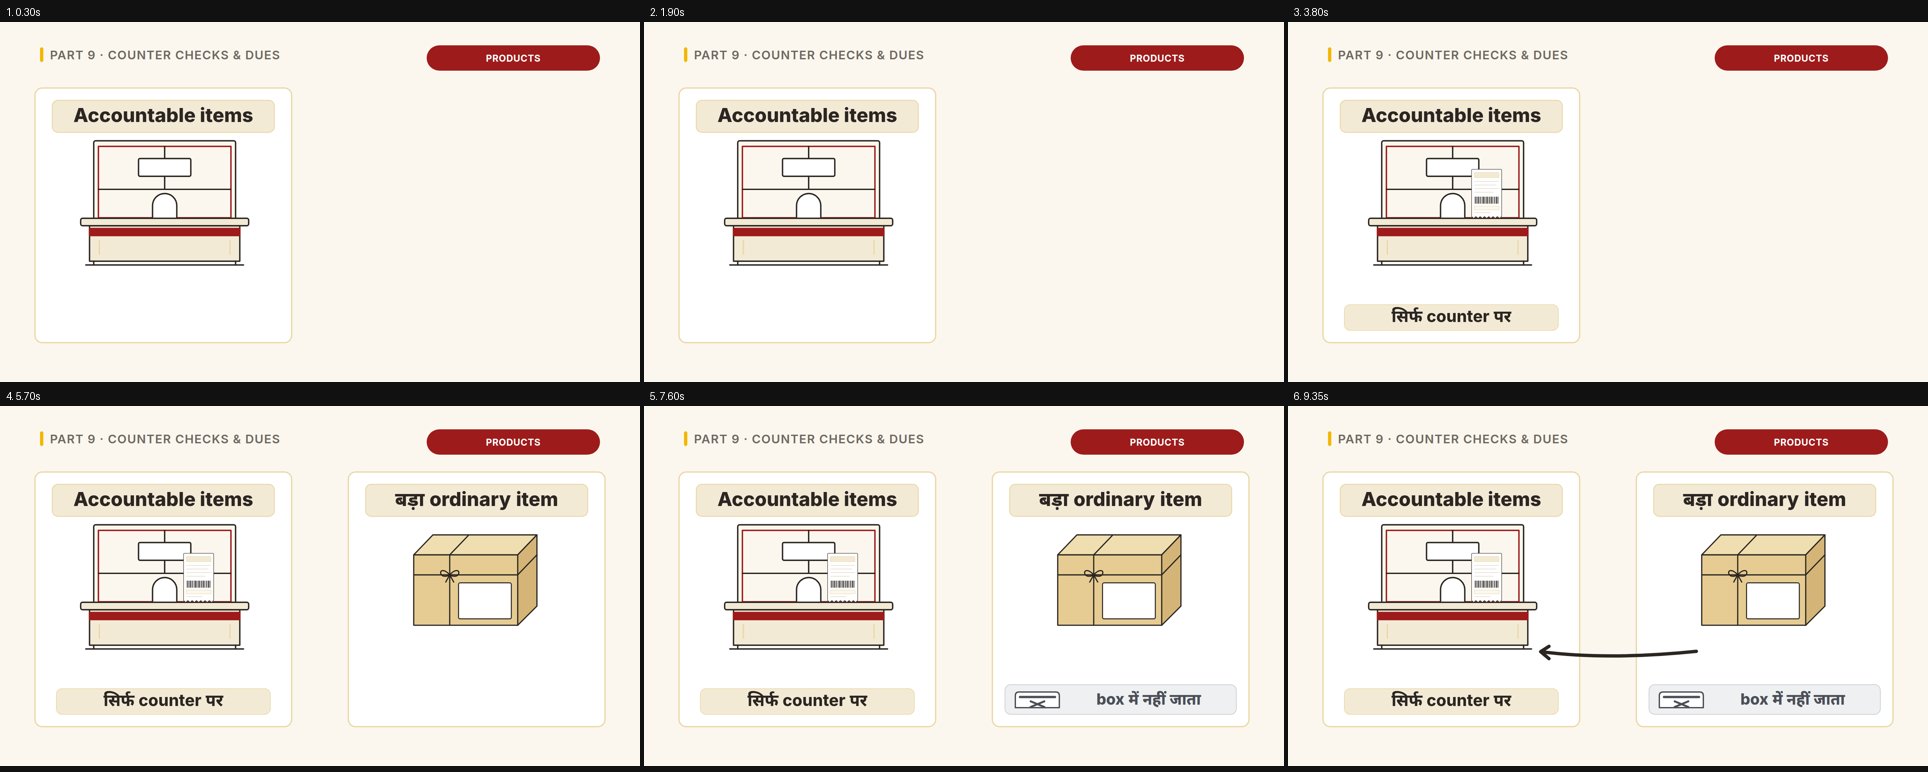 1. 0.30s
PART 9 · COUNTER CHECKS & DUES
PRODUCTS
Accountable items
2. 1.90s
PART 9 · COUNTER CHECKS & DUES
PRODUCTS
Accountable items
3. 3.80s
PART 9 · COUNTER CHECKS & DUES
PRODUCTS
Accountable items
सिर्फ counter पर
4. 5.70s
PART 9 · COUNTER CHECKS & DUES
PRODUCTS
Accountable items
बड़ा ordinary item
सिर्फ counter पर
5. 7.60s
PART 9 · COUNTER CHECKS & DUES
PRODUCTS
Accountable items
बड़ा ordinary item
सिर्फ counter पर
box में नहीं जाता
6. 9.35s
PART 9 · COUNTER CHECKS & DUES
PRODUCTS
Accountable items
बड़ा ordinary item
सिर्फ counter पर
box में नहीं जाता